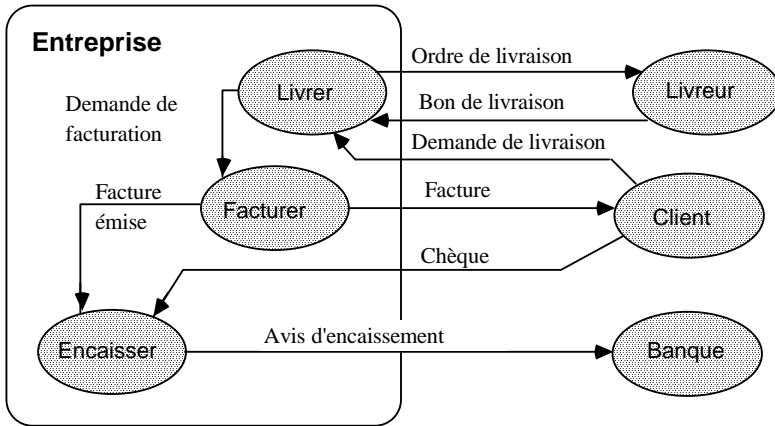 Entreprise
Ordre de livraison
Livrer
Livreur
Demande de
facturation
Bon de livraison
Demande de livraison
Facture
émise
Facturer
Facture
Client
Chèque
Encaisser
Avis d'encaissement
Banque